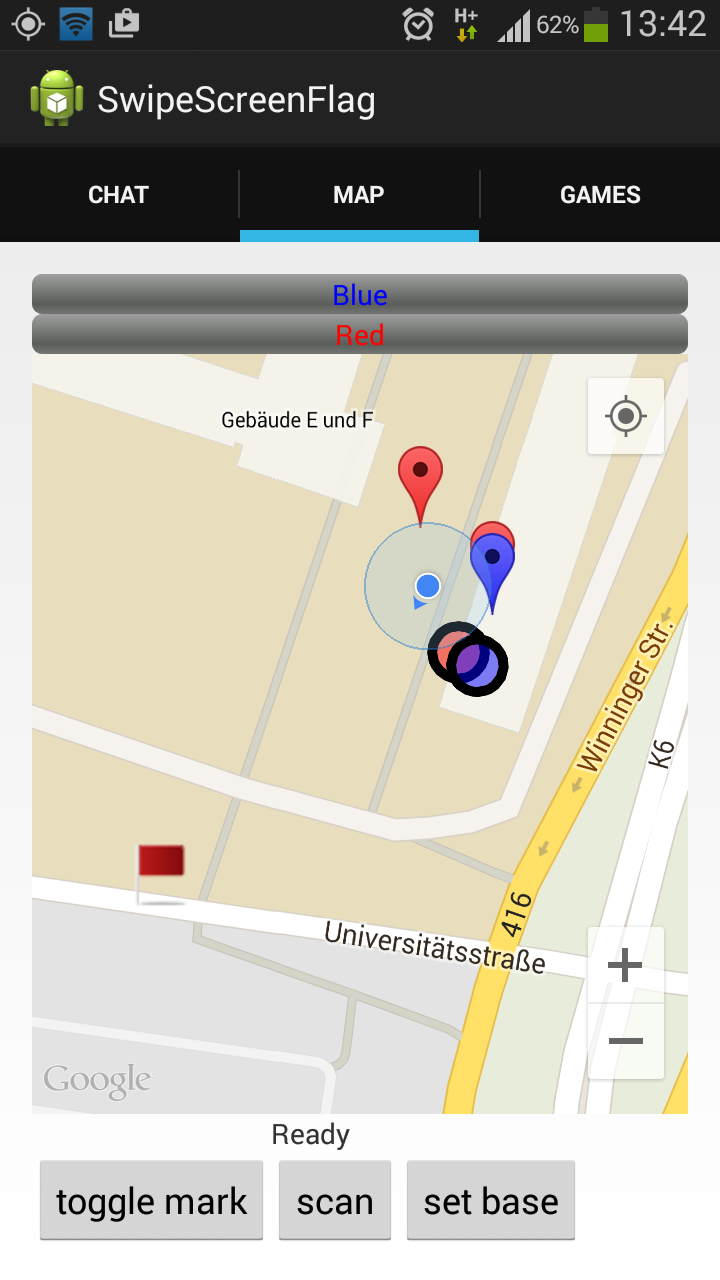 H+ 62% 13:42
SwipeScreenFlag
CHAT MAP GAMES
Blue
Red
Gebäude E und F
Winninger Str.
K6
416
Universitätsstraße
Google
Ready
toggle mark scan set base